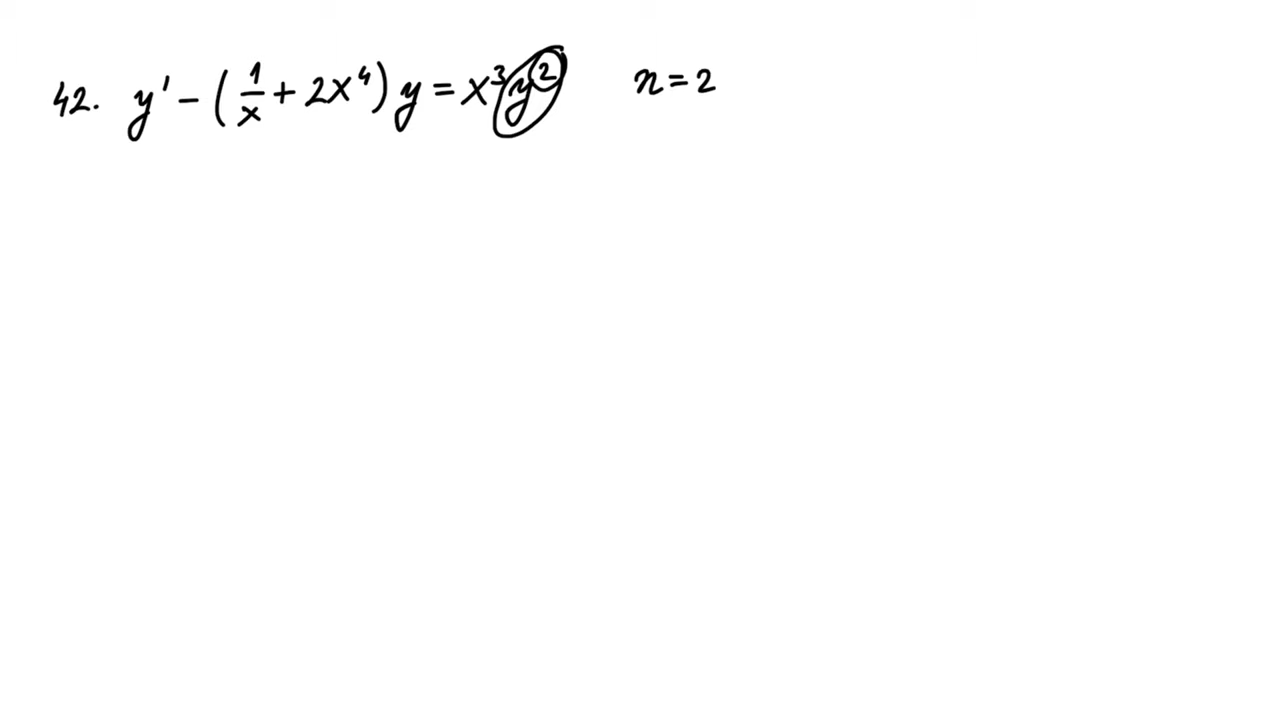 42. y' - (1/x + 2x⁴) y = x³y² n = 2